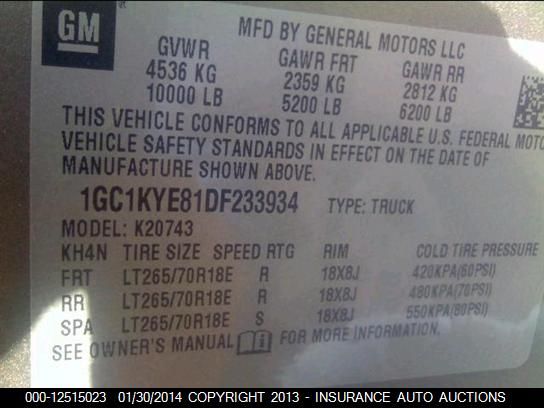 GM
MFD BY GENERAL MOTORS LLC
GVWR GAWR FRT GAWR RR
4536 KG 2359 KG 2812 KG
10000 LB 5200 LB 6200 LB
THIS VEHICLE CONFORMS TO ALL APPLICABLE U.S. FEDERAL MOTO
VEHICLE SAFETY STANDARDS IN EFFECT ON THE DATE OF
MANUFACTURE SHOWN ABOVE.
1GC1KYE81DF233934 TYPE: TRUCK
MODEL: K20743
KH4N TIRE SIZE SPEED RTG RIM COLD TIRE PRESSURE
FRT LT265/70R18E R 18X8J 420KPA(60PSI)
RR LT265/70R18E R 18X8J 480KPA(70PSI)
SPA LT265/70R18E S 18X8J 550KPA(80PSI)
SEE OWNER'S MANUAL FOR MORE INFORMATION.
000-12515023 01/30/2014 COPYRIGHT 2013 - INSURANCE AUTO AUCTIONS